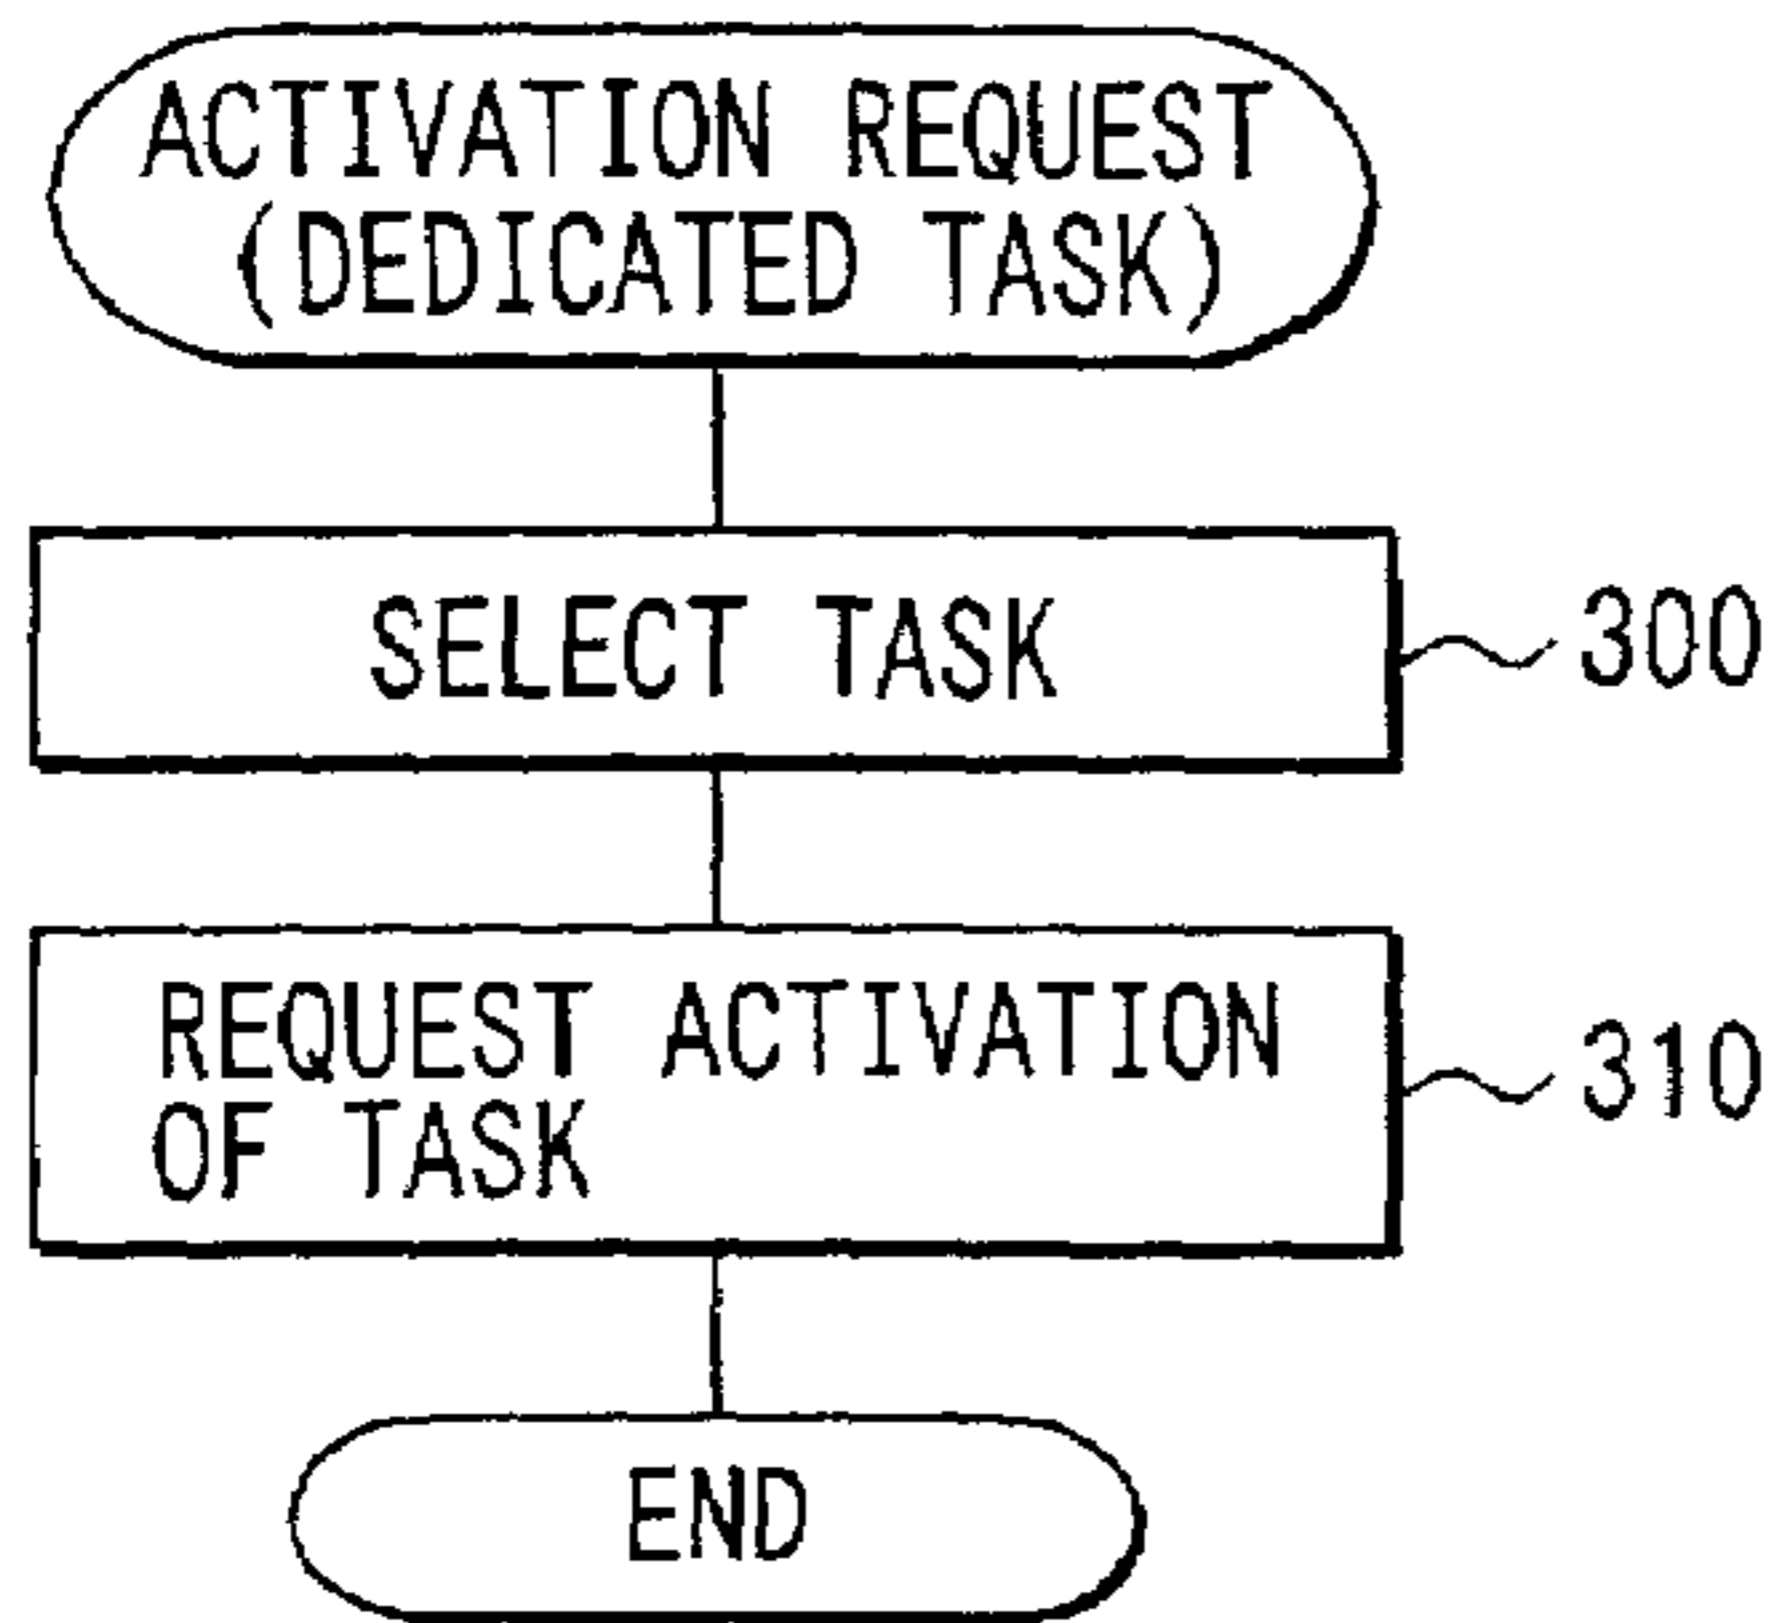 ACTIVATION REQUEST
(DEDICATED TASK)
SELECT TASK
300
REQUEST ACTIVATION
OF TASK
310
END